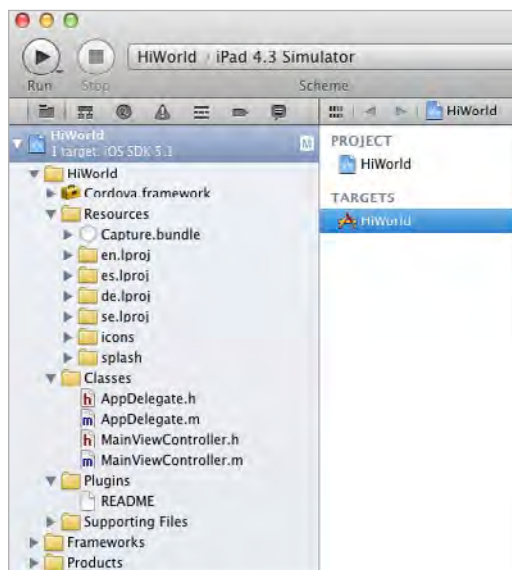 HiWorld iPad 4.3 Simulator
Run Stop Scheme
HiWorld
HiWorld
1 target, iOS SDK 5.1 M
PROJECT
HiWorld
HiWorld
Cordova.framework
TARGETS
Resources
HiWorld
Capture.bundle
en.lproj
es.lproj
de.lproj
se.lproj
icons
splash
Classes
h AppDelegate.h
m AppDelegate.m
h MainViewController.h
m MainViewController.m
Plugins
README
Supporting Files
Frameworks
Products